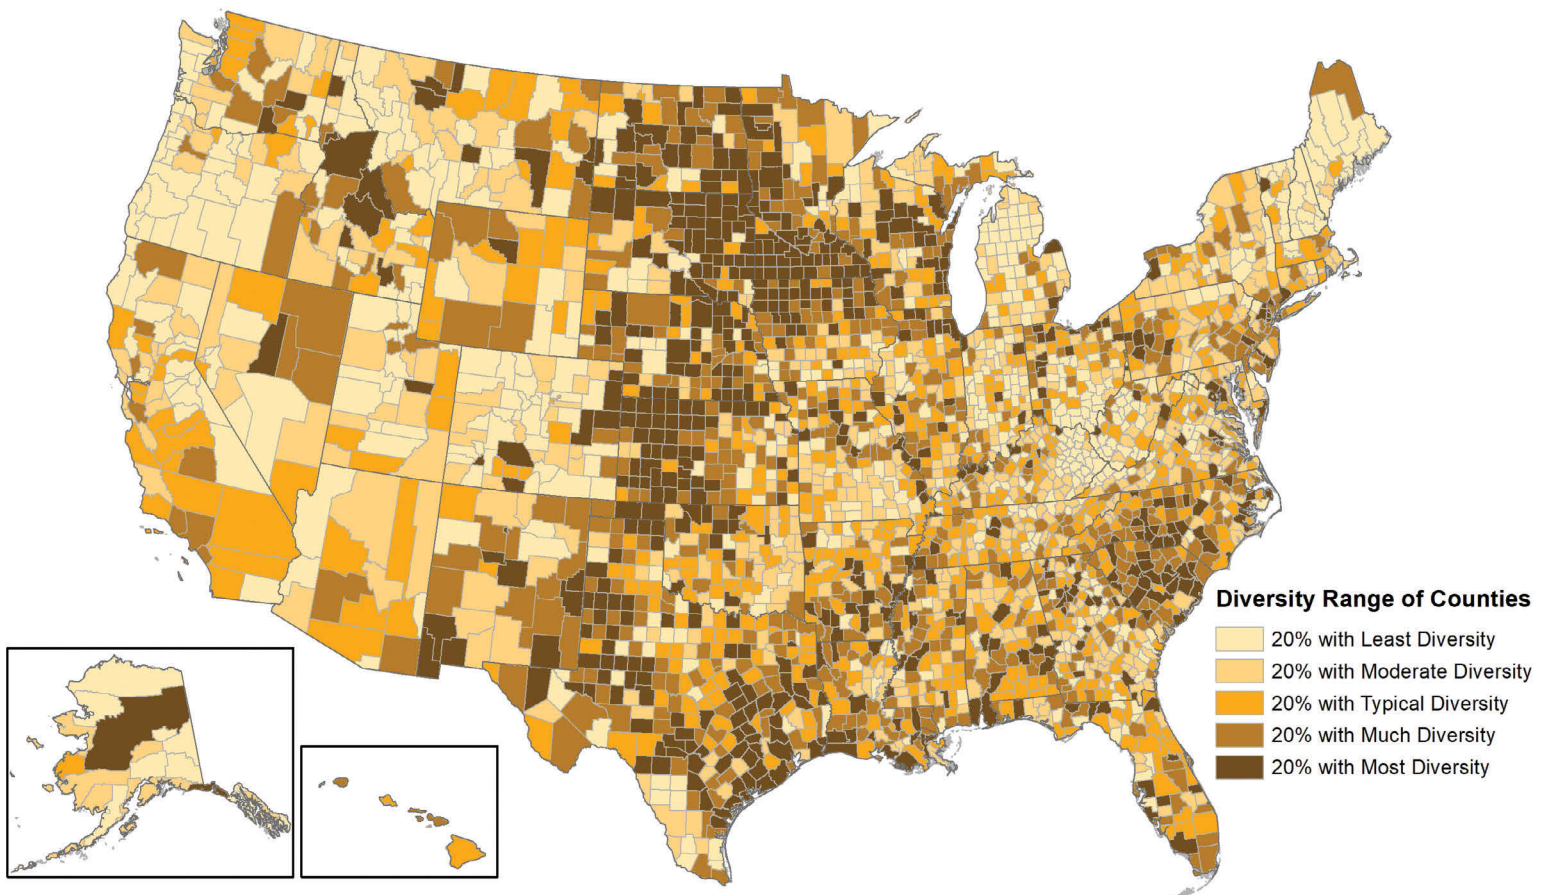 Diversity Range of Counties
20% with Least Diversity
20% with Moderate Diversity
20% with Typical Diversity
20% with Much Diversity
20% with Most Diversity